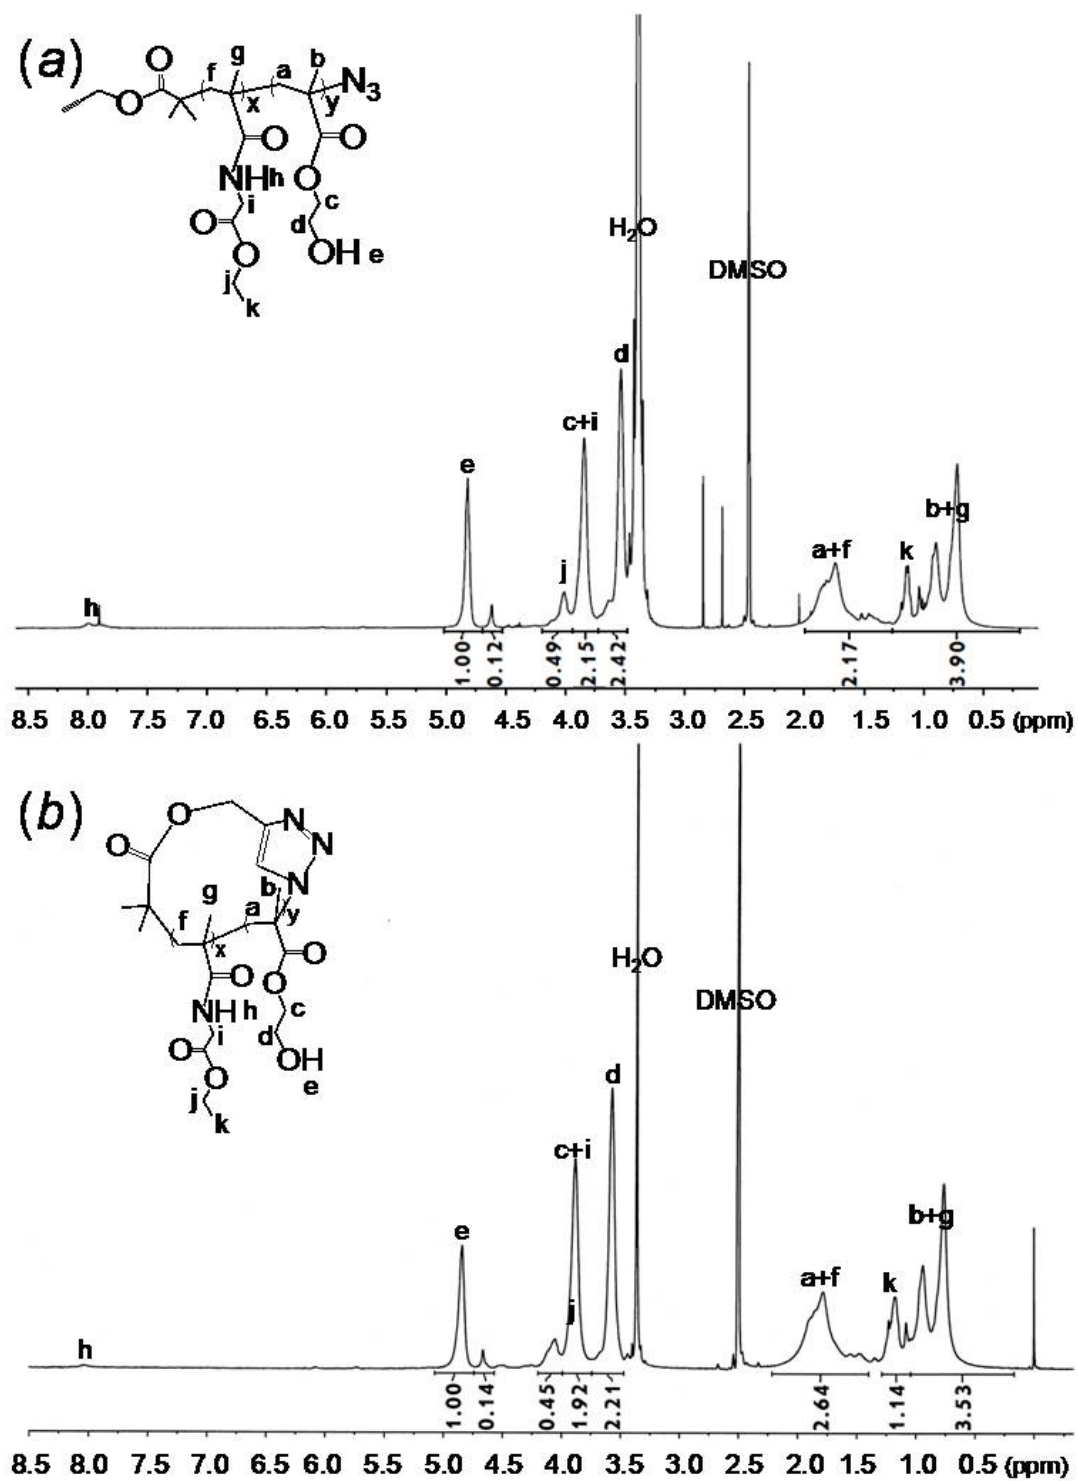 (a)
O
O
f
g
a
b
N3
x
y
O
O
NHh
O
i
c
O
d
O
OH e
j
k
H2O
DMSO
d
c+i
e
b+g
a+f
k
j
h
1.00
0.12
0.49
2.15
2.42
2.17
3.90
8.5 8.0 7.5 7.0 6.5 6.0 5.5 5.0 4.5 4.0 3.5 3.0 2.5 2.0 1.5 1.0 0.5 (ppm)
(b)
O
N
N
O
N
g
b
f
a
y
x
O
O
O
NH h
c
i
d
O
OH
O
e
j
k
H2O
DMSO
d
c+i
b+g
e
a+f
k
j
h
1.00
0.14
0.45
1.92
2.21
2.64
1.14
3.53
8.5 8.0 7.5 7.0 6.5 6.0 5.5 5.0 4.5 4.0 3.5 3.0 2.5 2.0 1.5 1.0 0.5 (ppm)